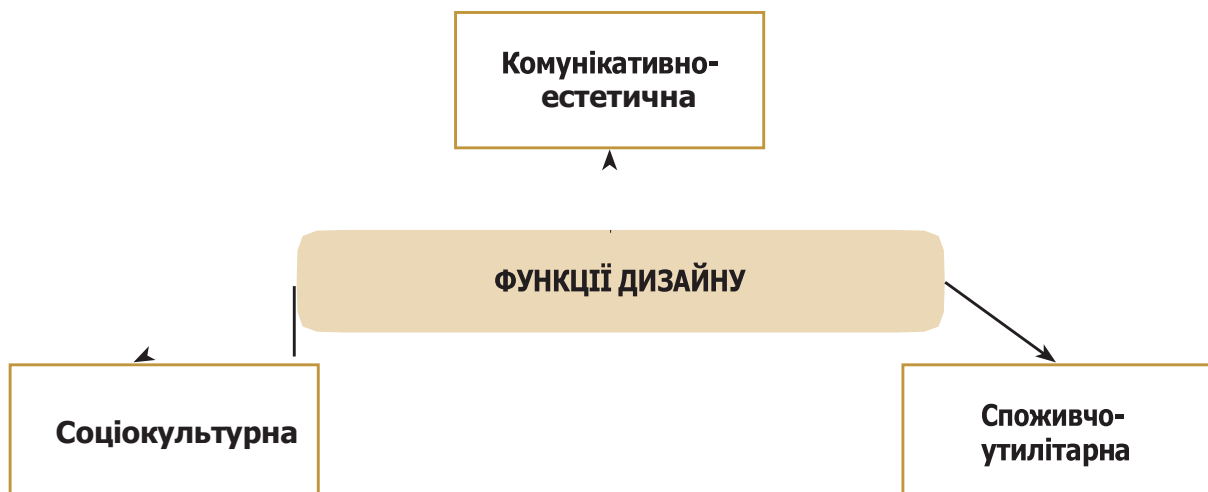 Комунікативно-
естетична
ФУНКЦІЇ ДИЗАЙНУ
Соціокультурна
Споживчо-
утилітарна